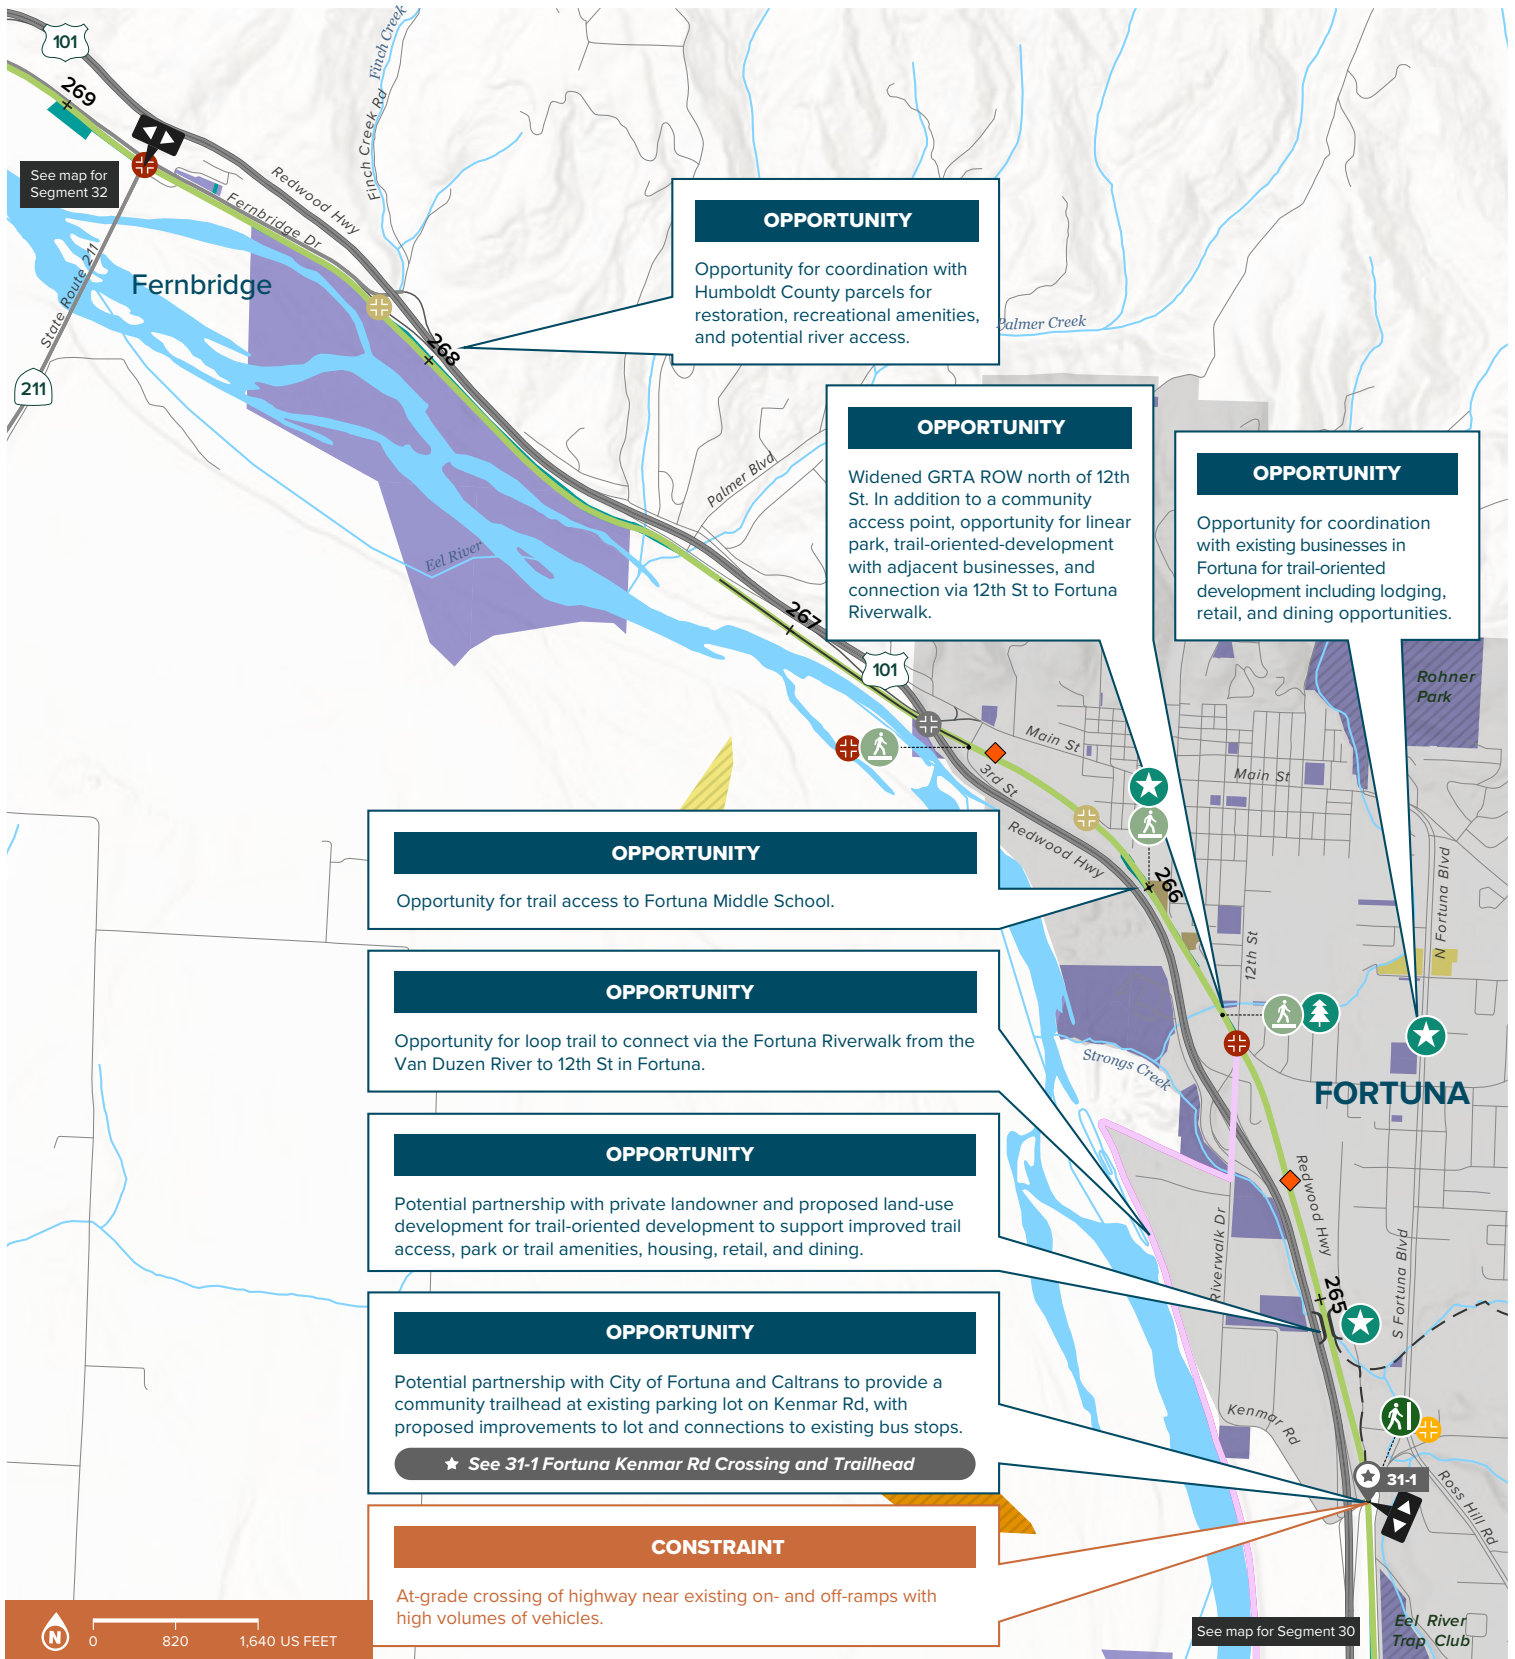 101
269
See map for
Segment 32
Finch Creek
Finch Creek Rd
Redwood Hwy
Fernbridge Dr
State Route 211
Fernbridge
211
268
OPPORTUNITY
Opportunity for coordination with
Humboldt County parcels for
restoration, recreational amenities,
and potential river access.
Palmer Creek
Palmer Blvd
Eel River
267
101
OPPORTUNITY
Widened GRTA ROW north of 12th
St. In addition to a community
access point, opportunity for linear
park, trail-oriented-development
with adjacent businesses, and
connection via 12th St to Fortuna
Riverwalk.
OPPORTUNITY
Opportunity for coordination
with existing businesses in
Fortuna for trail-oriented
development including lodging,
retail, and dining opportunities.
Rohner
Park
Main St
Main St
3rd St
Redwood Hwy
266
12th St
N Fortuna Blvd
OPPORTUNITY
Opportunity for trail access to Fortuna Middle School.
OPPORTUNITY
Opportunity for loop trail to connect via the Fortuna Riverwalk from the
Van Duzen River to 12th St in Fortuna.
Strongs Creek
FORTUNA
OPPORTUNITY
Potential partnership with private landowner and proposed land-use
development for trail-oriented development to support improved trail
access, park or trail amenities, housing, retail, and dining.
Riverwalk Dr
Redwood Hwy
265
S Fortuna Blvd
OPPORTUNITY
Potential partnership with City of Fortuna and Caltrans to provide a
community trailhead at existing parking lot on Kenmar Rd, with
proposed improvements to lot and connections to existing bus stops.
See 31-1 Fortuna Kenmar Rd Crossing and Trailhead
Kenmar Rd
31-1
Ross Hill Rd
CONSTRAINT
At-grade crossing of highway near existing on- and off-ramps with
high volumes of vehicles.
N
0 820 1,640 US FEET
See map for Segment 30
Eel River
Trap Club
Finch Creek